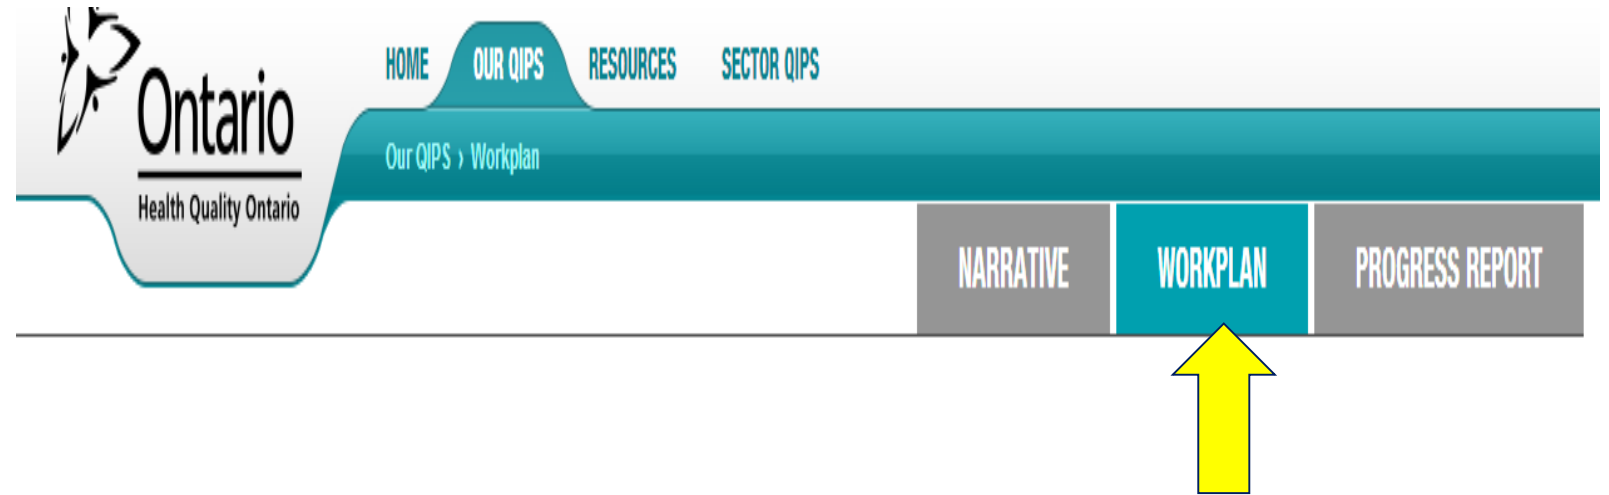 HOME OUR QIPS RESOURCES SECTOR QIPS
Ontario
Health Quality Ontario
Our QIPS › Workplan
NARRATIVE WORKPLAN PROGRESS REPORT